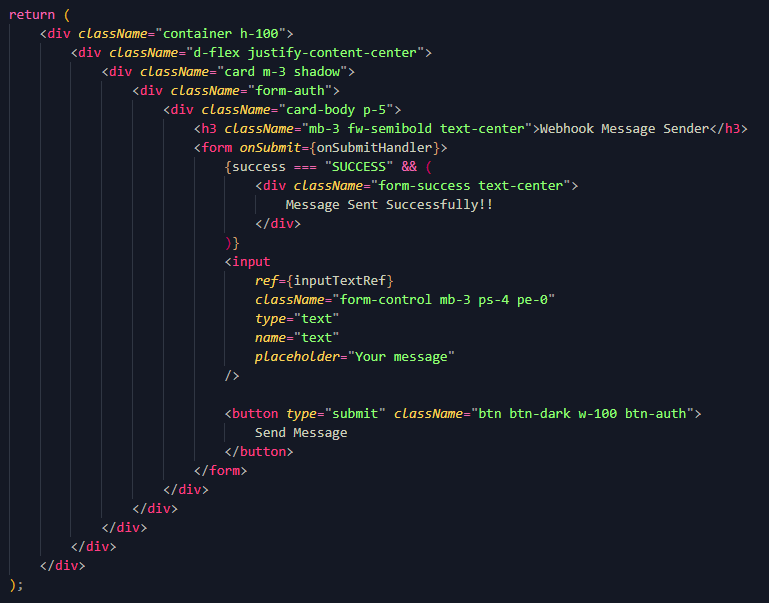 return (
<div className="container h-100">
<div className="d-flex justify-content-center">
<div className="card m-3 shadow">
<div className="form-auth">
<div className="card-body p-5">
<h3 className="mb-3 fw-semibold text-center">Webhook Message Sender</h3>
<form onSubmit={onSubmitHandler}>
{success === "SUCCESS" && (
<div className="form-success text-center">
Message Sent Successfully!!
</div>
)}
<input
ref={inputTextRef}
className="form-control mb-3 ps-4 pe-0"
type="text"
name="text"
placeholder="Your message"
/>
<button type="submit" className="btn btn-dark w-100 btn-auth">
Send Message
</button>
</form>
</div>
</div>
</div>
</div>
</div>
);